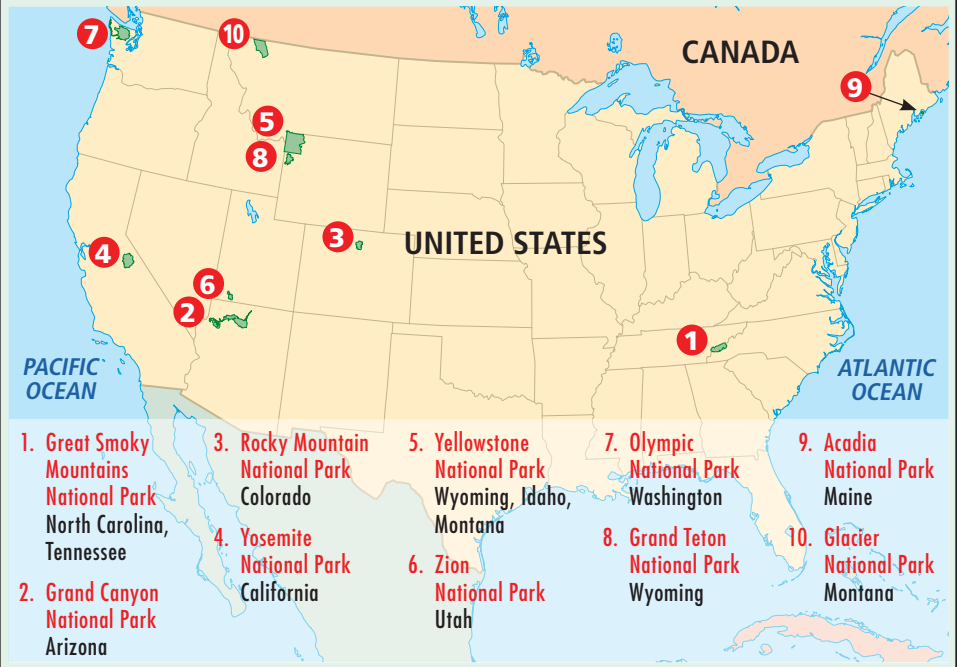 7
10
CANADA
9
5
8
3
UNITED STATES
4
6
2
1
PACIFIC
OCEAN
ATLANTIC
OCEAN
1. Great Smoky
Mountains
National Park
North Carolina,
Tennessee
2. Grand Canyon
National Park
Arizona
3. Rocky Mountain
National Park
Colorado
4. Yosemite
National Park
California
5. Yellowstone
National Park
Wyoming, Idaho,
Montana
6. Zion
National Park
Utah
7. Olympic
National Park
Washington
8. Grand Teton
National Park
Wyoming
9. Acadia
National Park
Maine
10. Glacier
National Park
Montana